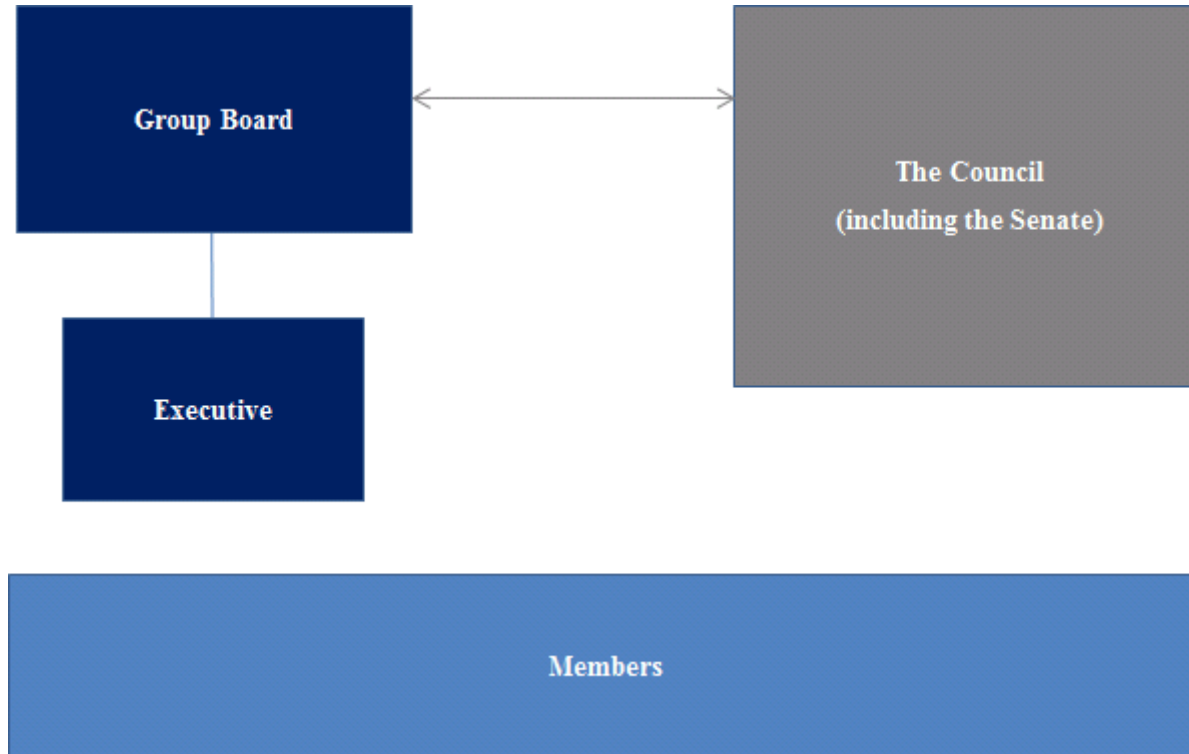 Group Board
The Council
(including the Senate)
Executive
Members